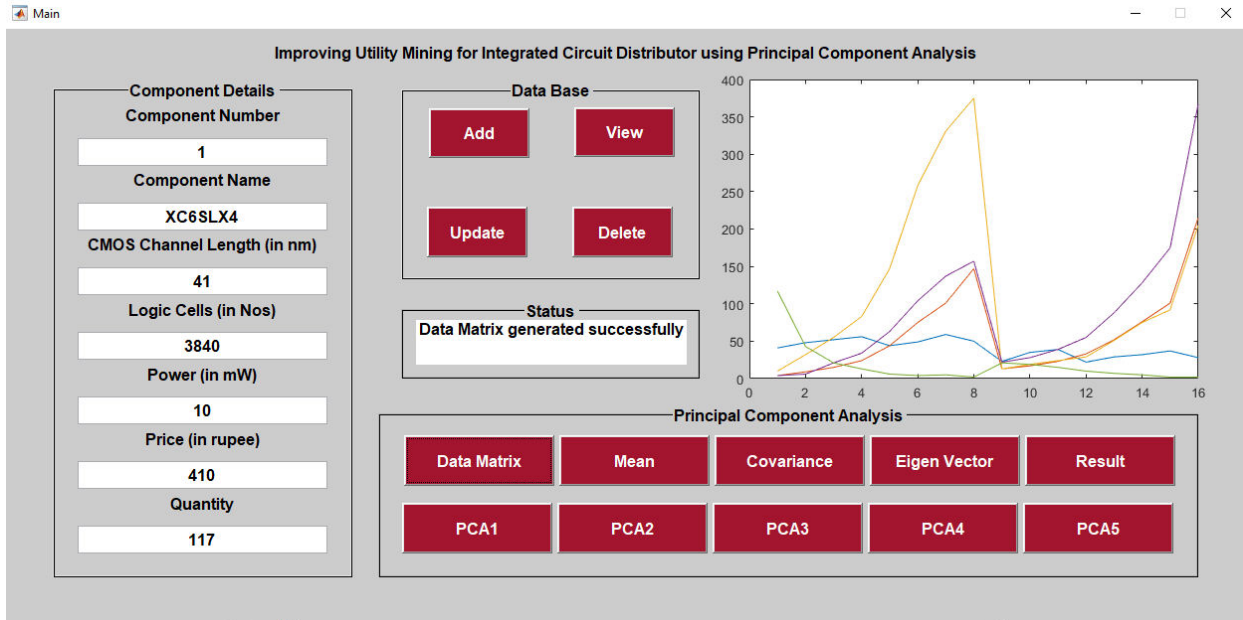 Main
Improving Utility Mining for Integrated Circuit Distributor using Principal Component Analysis
Component Details
Component Number
1
Component Name
XC6SLX4
CMOS Channel Length (in nm)
41
Logic Cells (in Nos)
3840
Power (in mW)
10
Price (in rupee)
410
Quantity
117
Data Base
Add View
Update Delete
Status
Data Matrix generated successfully
400
350
300
250
200
150
100
50
0
0 2 4 6 8 10 12 14 16
Principal Component Analysis
Data Matrix Mean Covariance Eigen Vector Result
PCA1 PCA2 PCA3 PCA4 PCA5